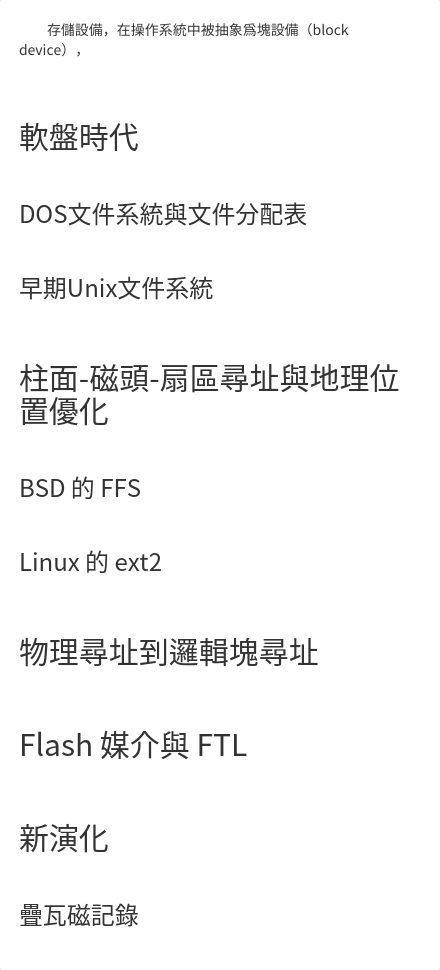 存儲設備，在操作系統中被抽象爲塊設備（block
device），
軟盤時代
DOS文件系統與文件分配表
早期Unix文件系統
柱面-磁頭-扇區尋址與地理位
置優化
BSD 的 FFS
Linux 的 ext2
物理尋址到邏輯塊尋址
Flash 媒介與 FTL
新演化
疊瓦磁記錄